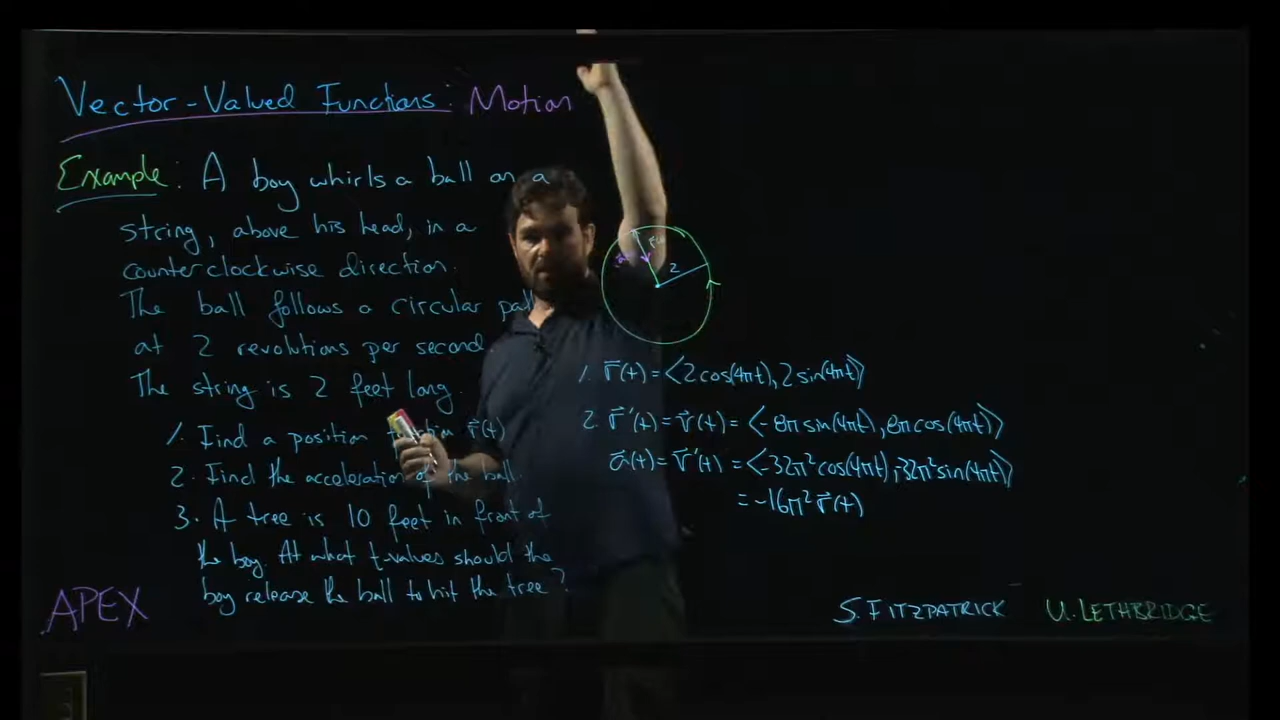 Vector-Valued Functions: Motion
Example: A boy whirls a ball on a
string, above his head, in a
counterclockwise direction.
The ball follows a circular
at 2 revolutions per second
The string is 2 feet long.
1. Find a position r⃗(t)
2. Find the acceleration of the ball.
3. A tree is 10 feet in front of
the boy. At what t-values should the
boy release the ball to hit the tree?
APEX
2
1. r⃗(t) = ⟨2cos(4πt), 2sin(4πt)⟩
2. r⃗'(t) = v⃗(t) = ⟨-8π sin(4πt), 8π cos(4πt)⟩
a⃗(t) = v⃗'(t) = ⟨-32π² cos(4πt), -32π² sin(4πt)⟩
= -16π² r⃗(t)
S. FITZPATRICK U. LETHBRIDGE